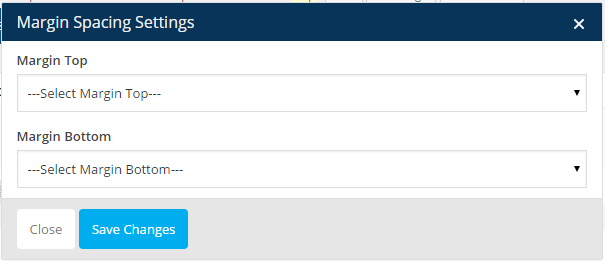 Margin Spacing Settings ×
Margin Top
---Select Margin Top---
Margin Bottom
---Select Margin Bottom---
Close Save Changes